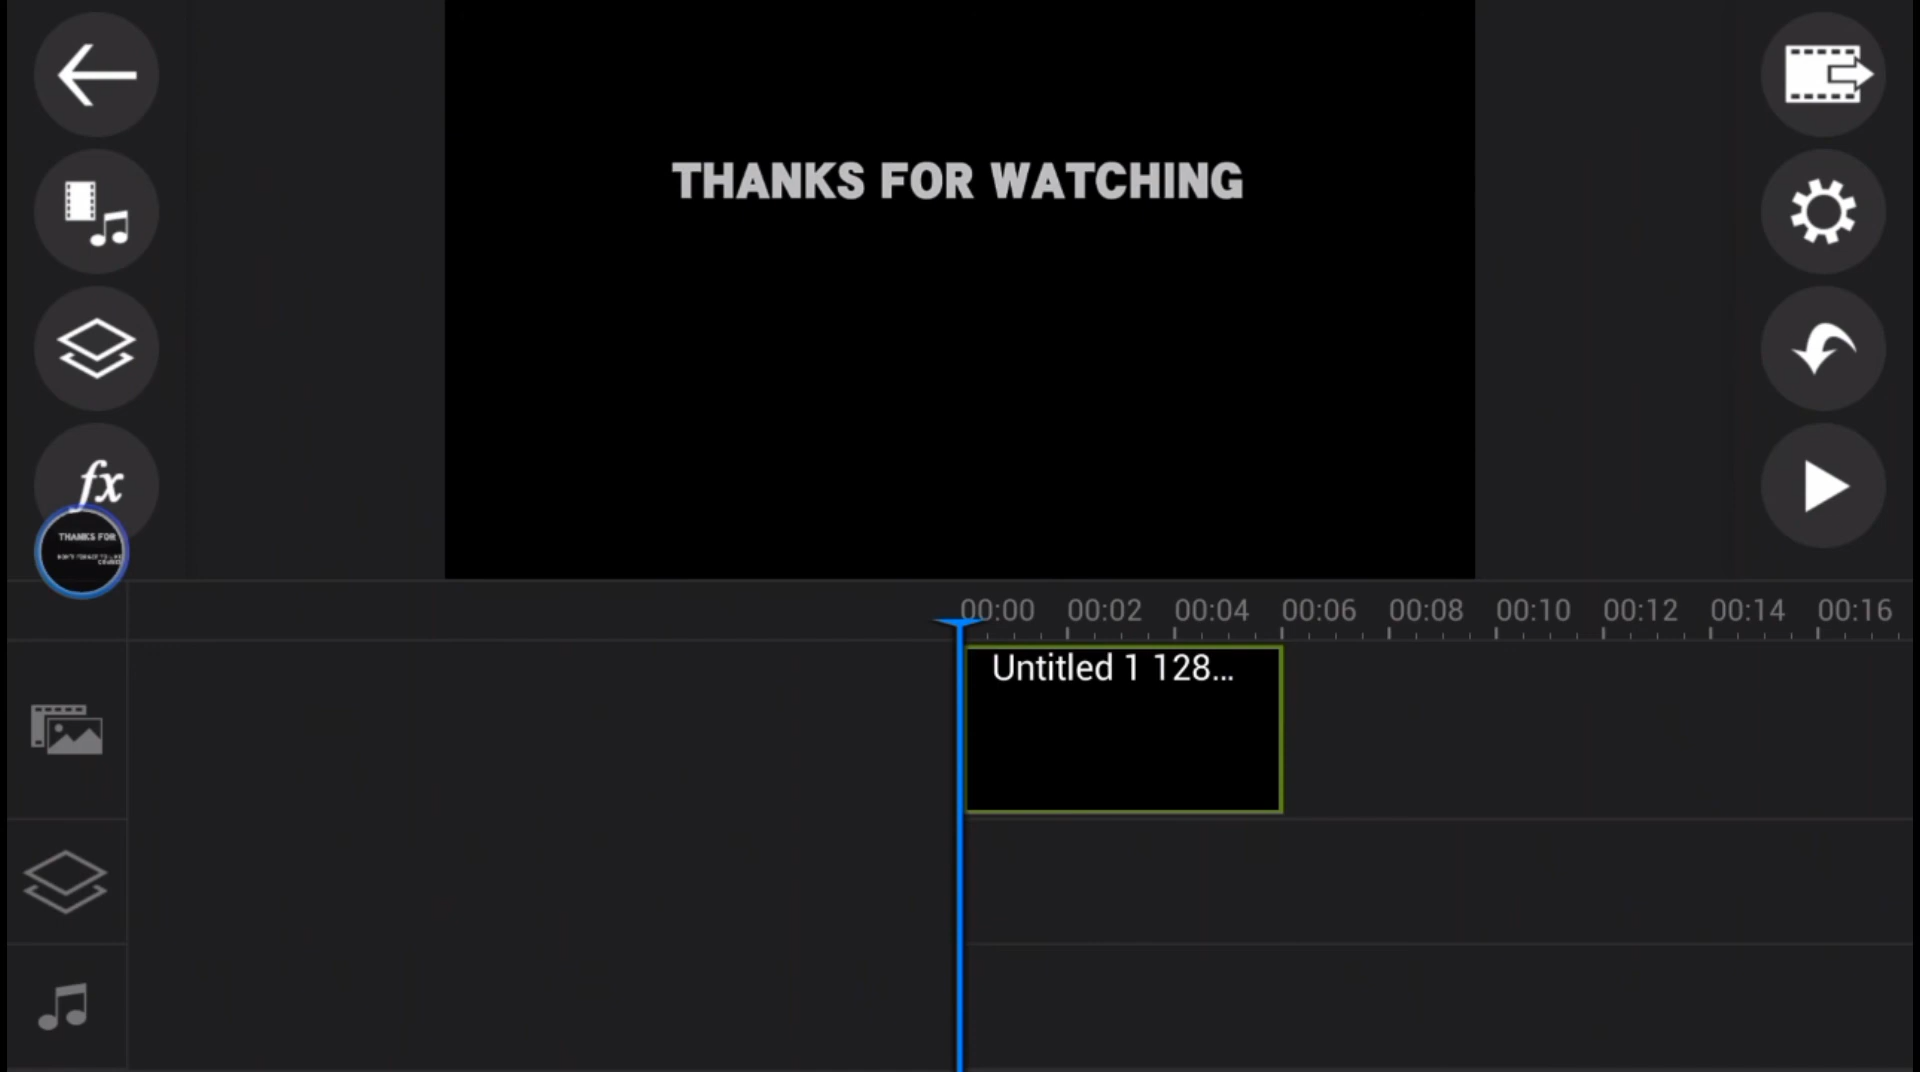 THANKS FOR WATCHING
fx
THANKS FOR
00:00 00:02 00:04 00:06 00:08 00:10 00:12 00:14 00:16
Untitled 1 128...